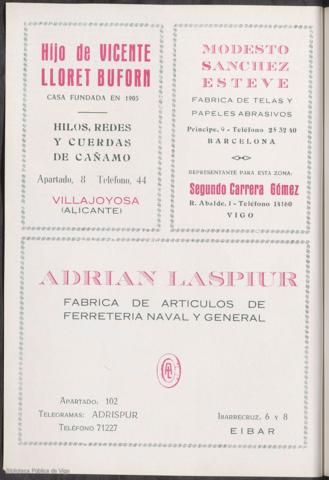 Hijo de VICENTE
LLORET BUFORN
CASA FUNDADA EN 1905
HILOS, REDES
Y CUERDAS
DE CAÑAMO
Apartado, 8 Teléfono, 44
VILLAJOYOSA
(ALICANTE)
MODESTO
SANCHEZ
ESTEVE
FABRICA DE TELAS Y
PAPELES ABRASIVOS
Príncipe, 9 - Teléfono 25 32 40
BARCELONA
REPRESENTANTE PARA ESTA ZONA:
Segundo Carrera Gómez
R. Abalde, 1 - Teléfono 14160
VIGO
ADRIAN LASPIUR
FABRICA DE ARTICULOS DE
FERRETERIA NAVAL Y GENERAL
APARTADO: 102
TELEGRAMAS: ADRISPUR
TELÉFONO 71227
IBARRECRUZ, 6 y 8
EIBAR
Biblioteca Pública de Vigo